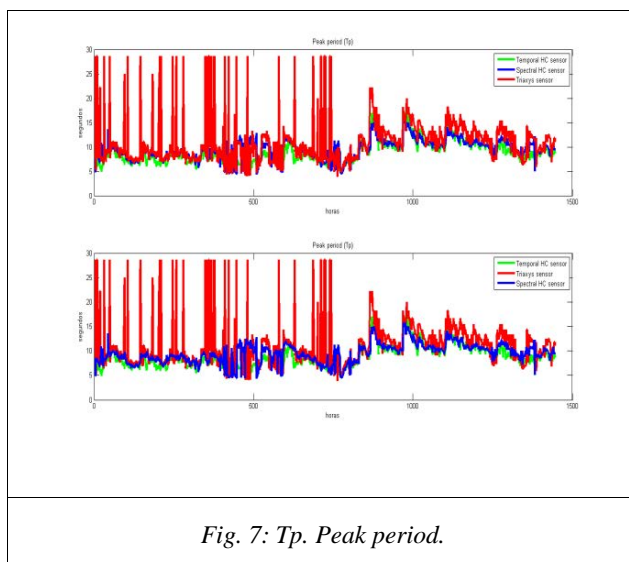 Peak period (Tp)
30
25
20
15
10
5
0
segundos
Temporal HC sensor
Spectral HC sensor
Triaxys sensor
0
500
1000
1500
horas
Peak period (Tp)
30
25
20
15
10
5
0
segundos
Temporal HC sensor
Triaxys sensor
Spectral HC sensor
0
500
1000
1500
horas
Fig. 7: Tp. Peak period.